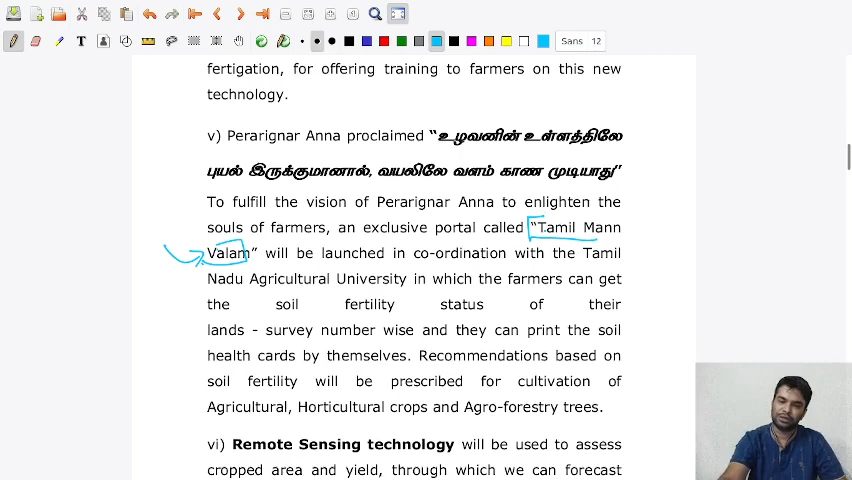 Sans 12
fertigation, for offering training to farmers on this new
technology.
v) Perarignar Anna proclaimed “உழவனின் உள்ளத்திலே
புயல் இருக்குமானால், வயலிலே வளம் காண முடியாது”
To fulfill the vision of Perarignar Anna to enlighten the
souls of farmers, an exclusive portal called “Tamil Mann
Valam” will be launched in co-ordination with the Tamil
Nadu Agricultural University in which the farmers can get
the soil fertility status of their
lands - survey number wise and they can print the soil
health cards by themselves. Recommendations based on
soil fertility will be prescribed for cultivation of
Agricultural, Horticultural crops and Agro-forestry trees.
vi) Remote Sensing technology will be used to assess
cropped area and yield, through which we can forecast